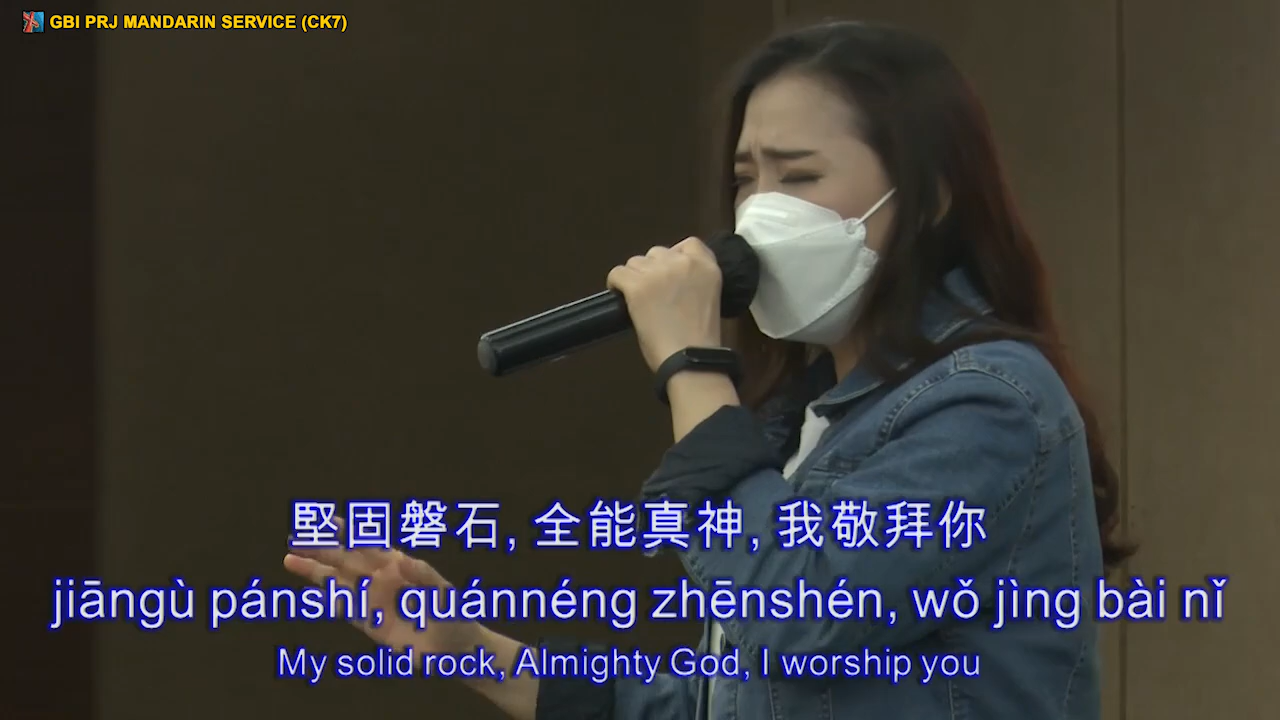 GBI PRJ MANDARIN SERVICE (CK7)
堅固磐石, 全能真神, 我敬拜你
jiāngù pánshí, quánnéng zhēnshén, wǒ jìng bài nǐ
My solid rock, Almighty God, I worship you